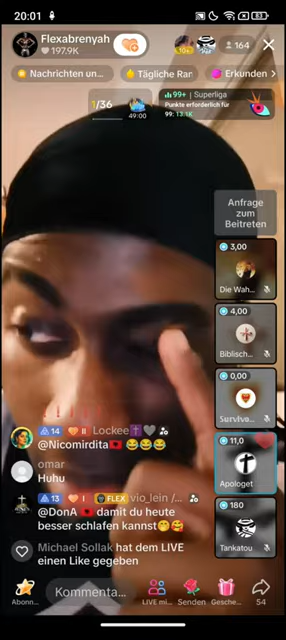 20:01
53
Flexabrenyah
197.9K
164
Nachrichten un...
Tägliche Ran
Erkunden
1/36
49:00
99+ | Superliga
Punkte erforderlich für
99: 13.1K
Anfrage
zum
Beitreten
3,00
Die Wah...
4,00
Biblisch...
0,00
Survive...
11,0
Apologet
180
Tankatou
14 II Lockee
@Nicomirdita
omar
Huhu
13 I FLEX vio_lein /...
@DonA damit du heute
besser schlafen kannst
Michael Sollak hat dem LIVE
einen Like gegeben
Abonn...
Kommenta...
LIVE mi...
Senden
Gesche...
54